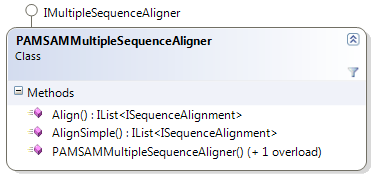 IMultipleSequenceAligner
PAMSAMMultipleSequenceAligner
Class
Methods
Align() : IList<ISequenceAlignment>
AlignSimple() : IList<ISequenceAlignment>
PAMSAMMultipleSequenceAligner() (+ 1 overload)